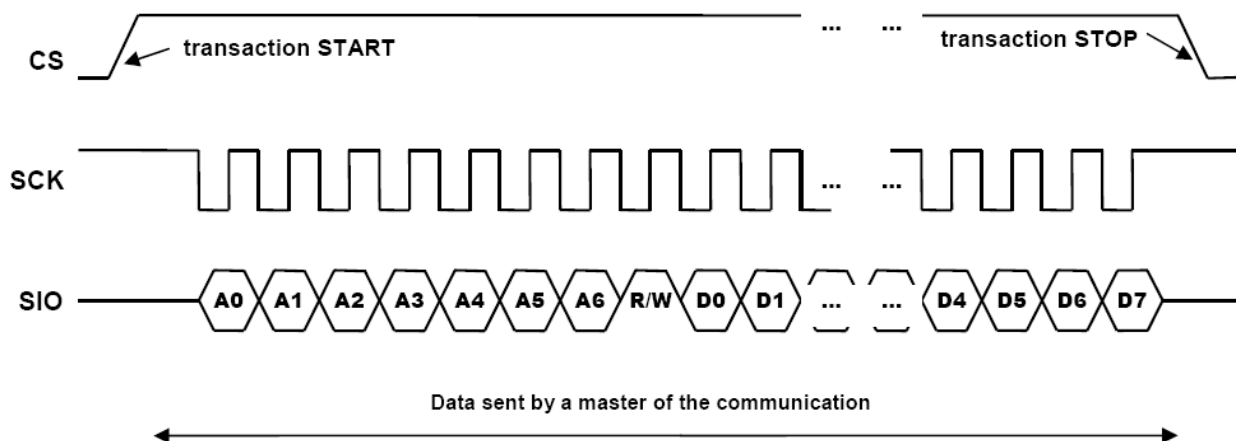 ... ...
transaction START
transaction STOP
CS
SCK
... ...
SIO
A0 A1 A2 A3 A4 A5 A6 R/W D0 D1 ... ... D4 D5 D6 D7
Data sent by a master of the communication